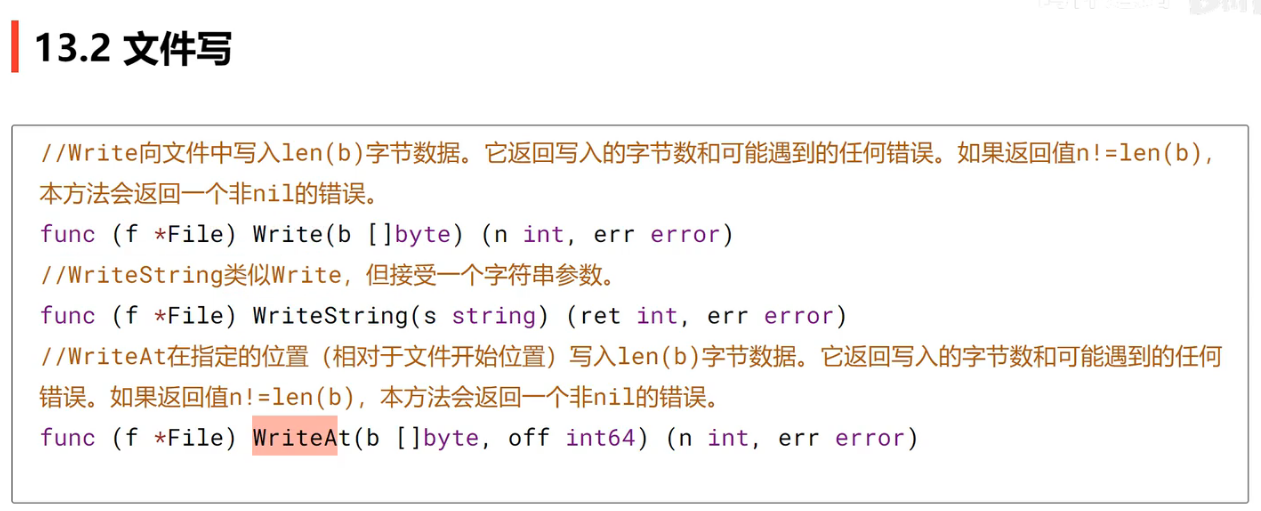 13.2 文件写
//Write向文件中写入len(b)字节数据。它返回写入的字节数和可能遇到的任何错误。如果返回值n!=len(b),
本方法会返回一个非nil的错误。
func (f *File) Write(b []byte) (n int, err error)
//WriteString类似Write，但接受一个字符串参数。
func (f *File) WriteString(s string) (ret int, err error)
//WriteAt在指定的位置（相对于文件开始位置）写入len(b)字节数据。它返回写入的字节数和可能遇到的任何
错误。如果返回值n!=len(b)，本方法会返回一个非nil的错误。
func (f *File) WriteAt(b []byte, off int64) (n int, err error)